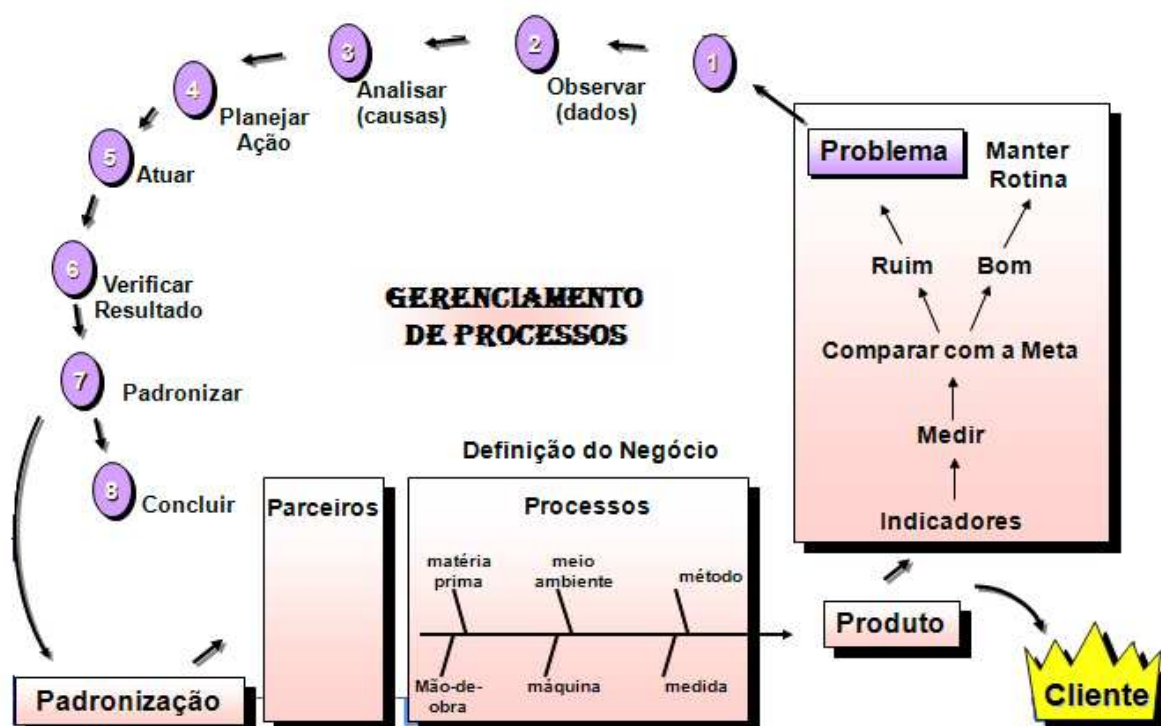 1
2
Observar
(dados)
3
Analisar
(causas)
4
Planejar
Ação
5
Atuar
6
Verificar
Resultado
7
Padronizar
8
Concluir
GERENCIAMENTO
DE PROCESSOS
Problema
Manter
Rotina
Ruim
Bom
Comparar com a Meta
Medir
Indicadores
Definição do Negócio
Parceiros
Processos
matéria
prima
meio
ambiente
método
Mão-de-
obra
máquina
medida
Produto
Cliente
Padronização